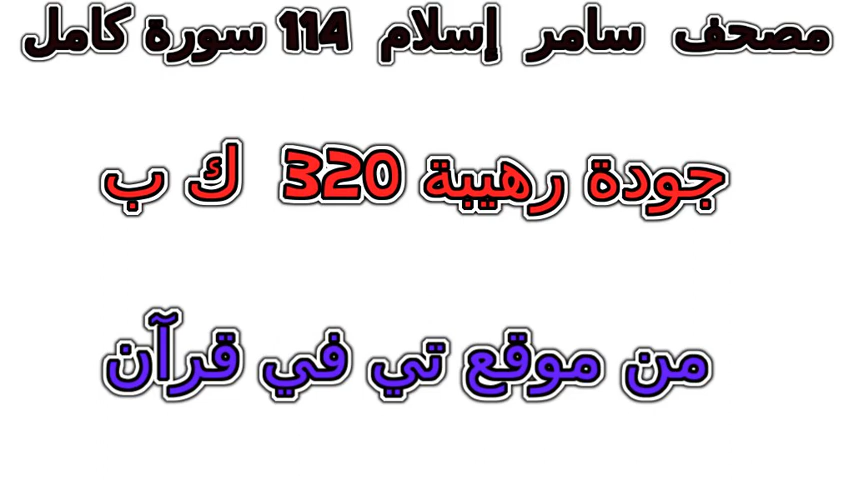 مصحف سامر إسلام 114 سورة كامل
جودة رهيبة 320 ك ب
من موقع تي في قرآن